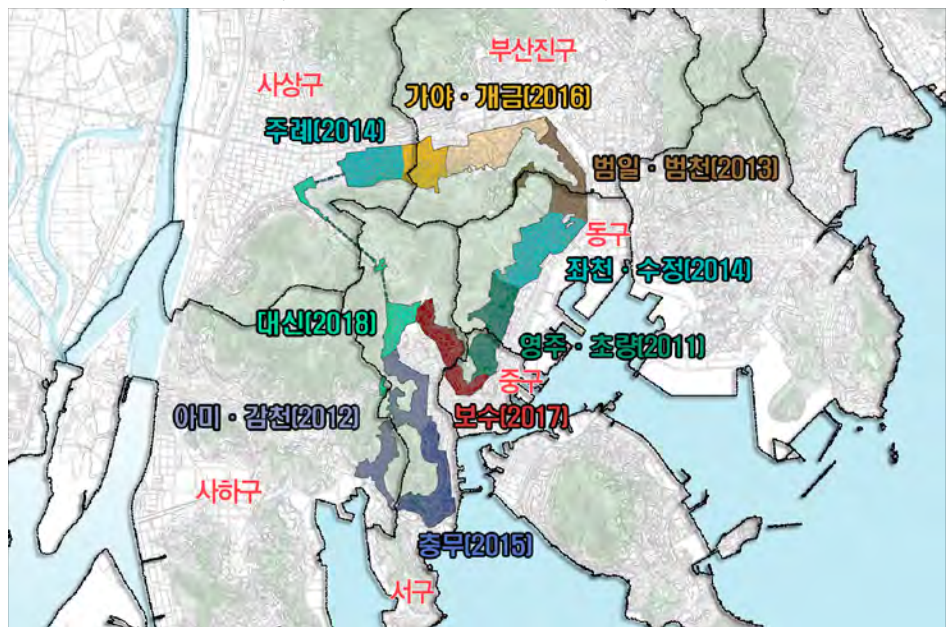 부산진구
사상구
가야·개금(2016)
주례(2014)
범일·범천(2013)
동구
좌천·수정(2014)
대신(2018)
영주·초량(2011)
중구
아미·감천(2012)
보수(2017)
사하구
충무(2015)
서구